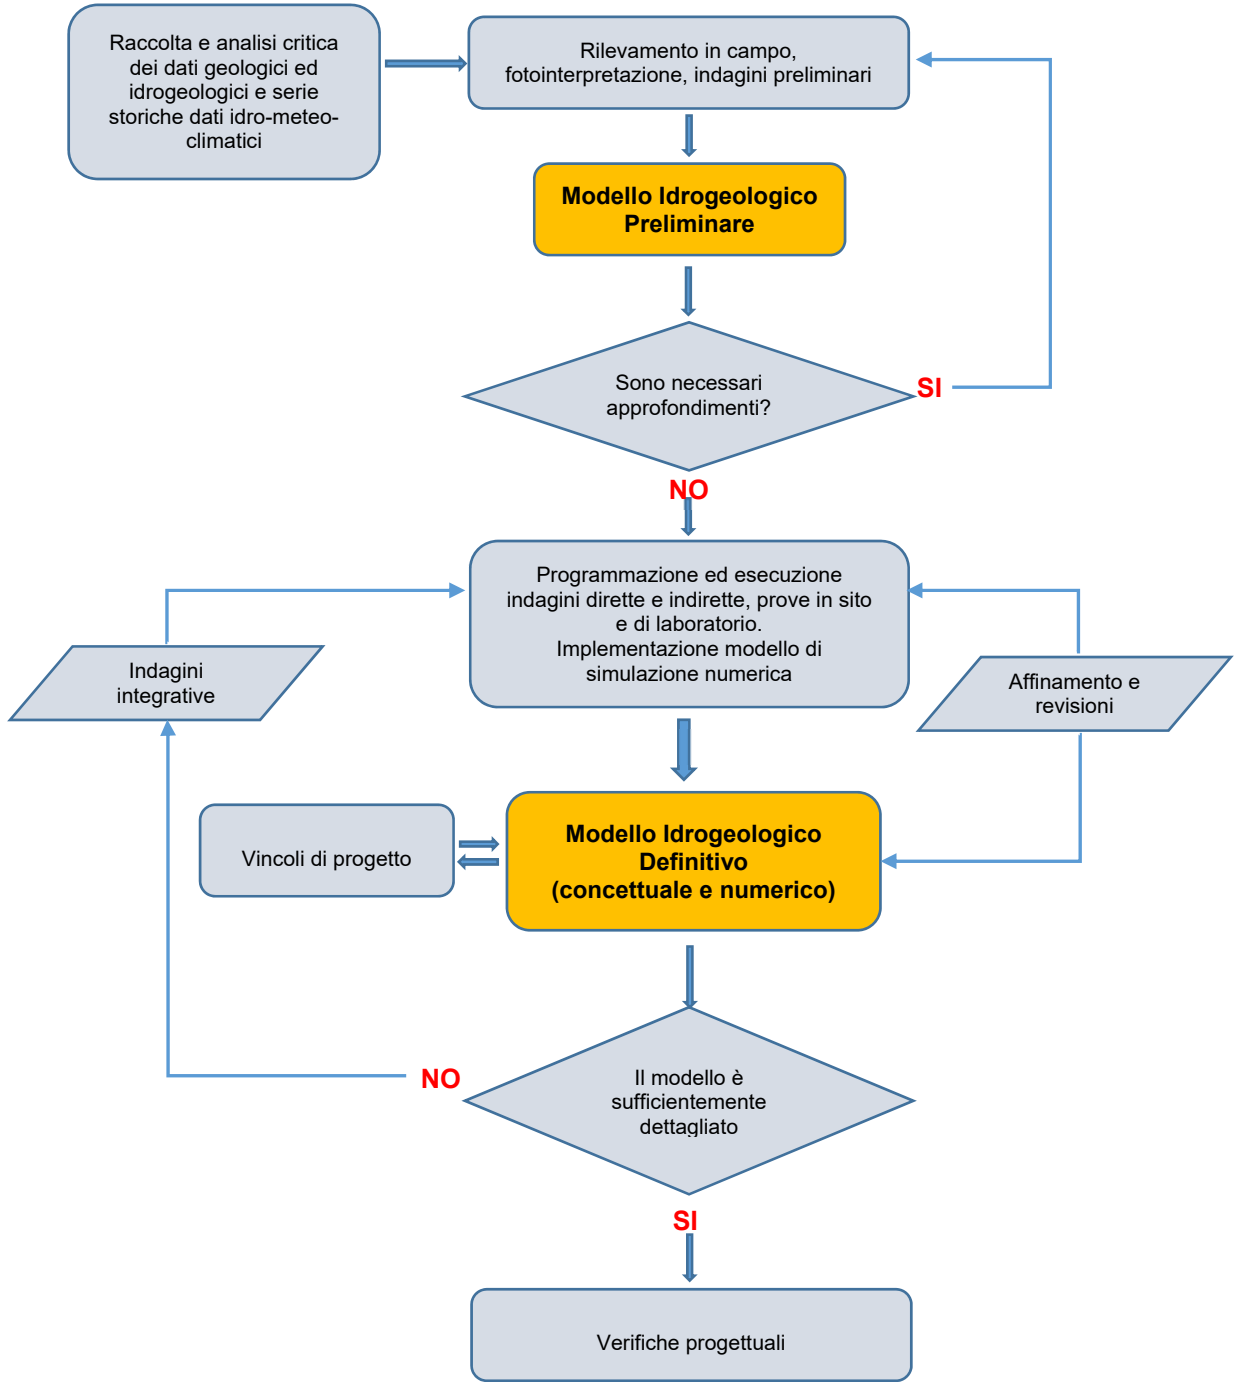 Raccolta e analisi critica
dei dati geologici ed
idrogeologici e serie
storiche dati idro-meteo-
climatici
Rilevamento in campo,
fotointerpretazione, indagini preliminari
Modello Idrogeologico
Preliminare
Sono necessari
approfondimenti?
SI
NO
Programmazione ed esecuzione
indagini dirette e indirette, prove in sito
e di laboratorio.
Implementazione modello di
simulazione numerica
Indagini
integrative
Affinamento e
revisioni
Vincoli di progetto
Modello Idrogeologico
Definitivo
(concettuale e numerico)
NO
Il modello è
sufficientemente
dettagliato
SI
Verifiche progettuali